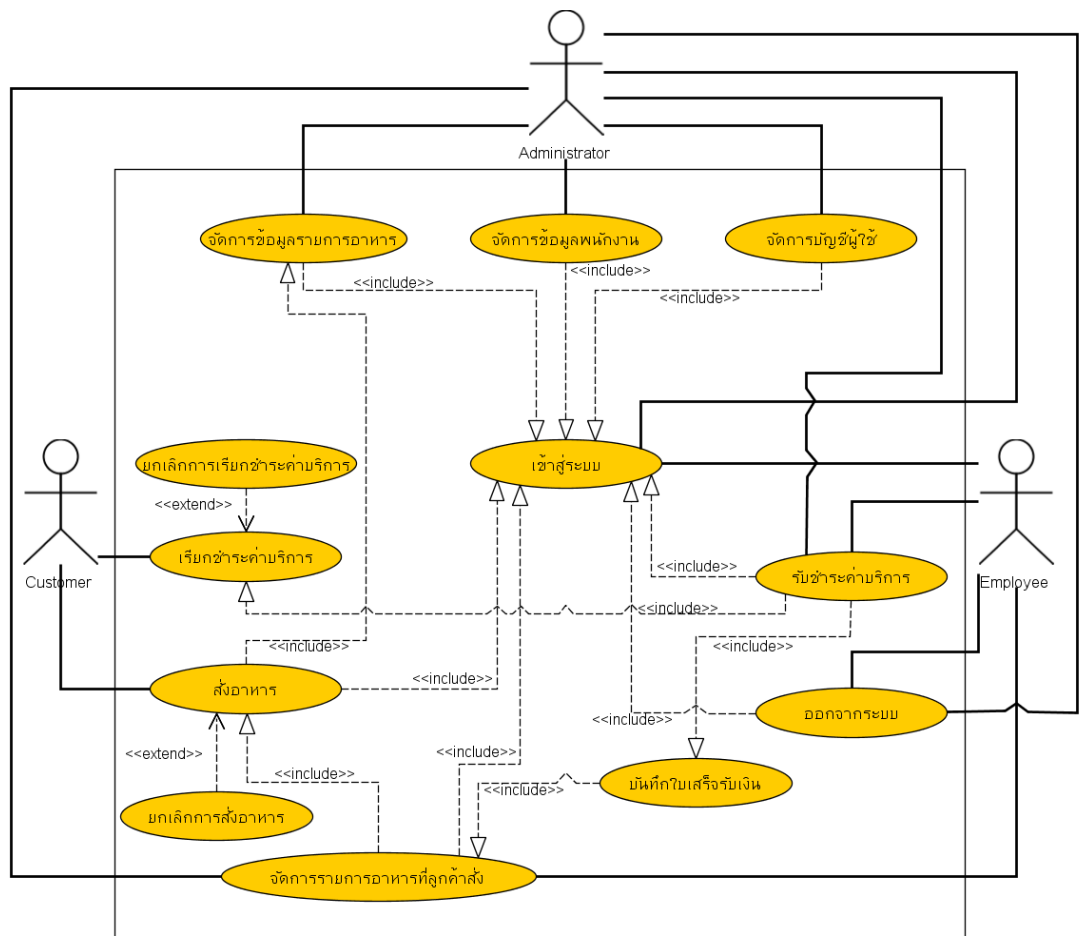 Administrator
จัดการข้อมูลรายการอาหาร
จัดการข้อมูลพนักงาน
จัดการบัญชีผู้ใช้
<<include>>
<<include>>
<<include>>
ยกเลิกการเรียกชำระค่าบริการ
เข้าสู่ระบบ
<<extend>>
เรียกชำระค่าบริการ
Customer
<<include>>
รับชำระค่าบริการ
Employee
<<include>>
<<include>>
<<include>>
สั่งอาหาร
<<include>>
ออกจากระบบ
<<include>>
<<extend>>
<<include>>
<<include>>
<<include>>
บันทึกใบเสร็จรับเงิน
ยกเลิกการสั่งอาหาร
จัดการรายการอาหารที่ลูกค้าสั่ง